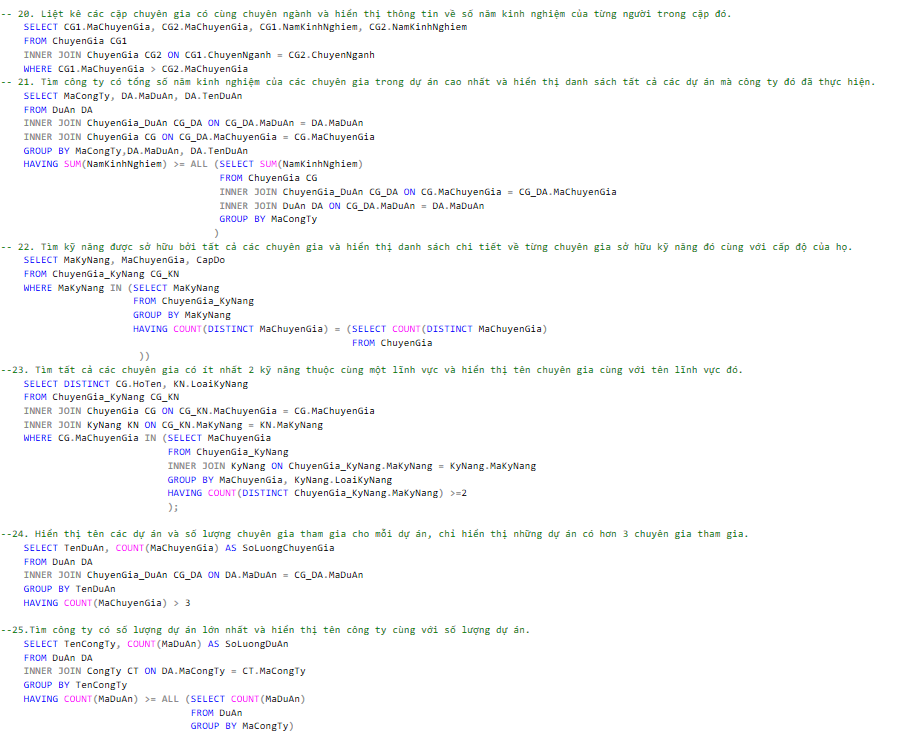 -- 20. Liệt kê các cặp chuyên gia có cùng chuyên ngành và hiển thị thông tin về số năm kinh nghiệm của từng người trong cặp đó.
SELECT CG1.MaChuyenGia, CG2.MaChuyenGia, CG1.NamKinhNghiem, CG2.NamKinhNghiem
FROM ChuyenGia CG1
INNER JOIN ChuyenGia CG2 ON CG1.ChuyenNganh = CG2.ChuyenNganh
WHERE CG1.MaChuyenGia > CG2.MaChuyenGia
-- 21. Tìm công ty có tổng số năm kinh nghiệm của các chuyên gia trong dự án cao nhất và hiển thị danh sách tất cả các dự án mà công ty đó đã thực hiện.
SELECT MaCongTy, DA.MaDuAn, DA.TenDuAn
FROM DuAn DA
INNER JOIN ChuyenGia_DuAn CG_DA ON CG_DA.MaDuAn = DA.MaDuAn
INNER JOIN ChuyenGia CG ON CG_DA.MaChuyenGia = CG.MaChuyenGia
GROUP BY MaCongTy,DA.MaDuAn, DA.TenDuAn
HAVING SUM(NamKinhNghiem) >= ALL (SELECT SUM(NamKinhNghiem)
FROM ChuyenGia CG
INNER JOIN ChuyenGia_DuAn CG_DA ON CG.MaChuyenGia = CG_DA.MaChuyenGia
INNER JOIN DuAn DA ON CG_DA.MaDuAn = DA.MaDuAn
GROUP BY MaCongTy
)
-- 22. Tìm kỹ năng được sở hữu bởi tất cả các chuyên gia và hiển thị danh sách chi tiết về từng chuyên gia sở hữu kỹ năng đó cùng với cấp độ của họ.
SELECT MaKyNang, MaChuyenGia, CapDo
FROM ChuyenGia_KyNang CG_KN
WHERE MaKyNang IN (SELECT MaKyNang
FROM ChuyenGia_KyNang
GROUP BY MaKyNang
HAVING COUNT(DISTINCT MaChuyenGia) = (SELECT COUNT(DISTINCT MaChuyenGia)
FROM ChuyenGia
))
--23. Tìm tất cả các chuyên gia có ít nhất 2 kỹ năng thuộc cùng một lĩnh vực và hiển thị tên chuyên gia cùng với tên lĩnh vực đó.
SELECT DISTINCT CG.HoTen, KN.LoaiKyNang
FROM ChuyenGia_KyNang CG_KN
INNER JOIN ChuyenGia CG ON CG_KN.MaChuyenGia = CG.MaChuyenGia
INNER JOIN KyNang KN ON CG_KN.MaKyNang = KN.MaKyNang
WHERE CG.MaChuyenGia IN (SELECT MaChuyenGia
FROM ChuyenGia_KyNang
INNER JOIN KyNang ON ChuyenGia_KyNang.MaKyNang = KyNang.MaKyNang
GROUP BY MaChuyenGia, KyNang.LoaiKyNang
HAVING COUNT(DISTINCT ChuyenGia_KyNang.MaKyNang) >=2
);
--24. Hiển thị tên các dự án và số lượng chuyên gia tham gia cho mỗi dự án, chỉ hiển thị những dự án có hơn 3 chuyên gia tham gia.
SELECT TenDuAn, COUNT(MaChuyenGia) AS SoLuongChuyenGia
FROM DuAn DA
INNER JOIN ChuyenGia_DuAn CG_DA ON DA.MaDuAn = CG_DA.MaDuAn
GROUP BY TenDuAn
HAVING COUNT(MaChuyenGia) > 3
--25.Tìm công ty có số lượng dự án lớn nhất và hiển thị tên công ty cùng với số lượng dự án.
SELECT TenCongTy, COUNT(MaDuAn) AS SoLuongDuAn
FROM DuAn DA
INNER JOIN CongTy CT ON DA.MaCongTy = CT.MaCongTy
GROUP BY TenCongTy
HAVING COUNT(MaDuAn) >= ALL (SELECT COUNT(MaDuAn)
FROM DuAn
GROUP BY MaCongTy)